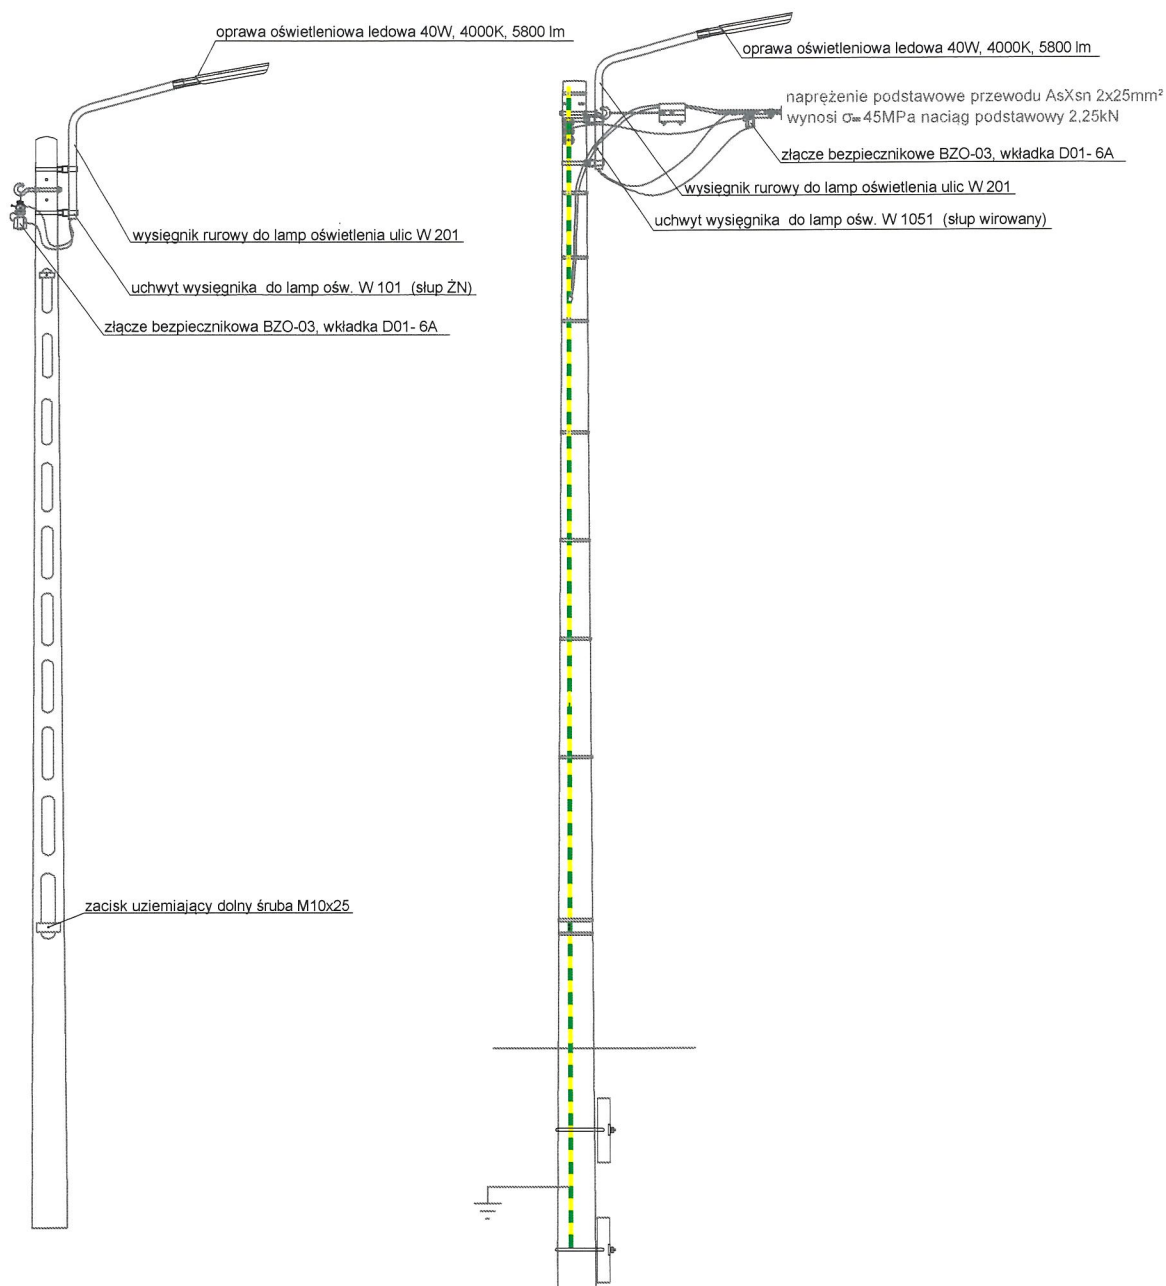 oprawa oświetleniowa ledowa 40W, 4000K, 5800 lm
wysięgnik rurowy do lamp oświetlenia ulic W 201
uchwyt wysięgnika do lamp ośw. W 101 (słup ŻN)
złącze bezpiecznikowa BZO-03, wkładka D01- 6A
zacisk uziemiający dolny śruba M10x25
oprawa oświetleniowa ledowa 40W, 4000K, 5800 lm
naprężenie podstawowe przewodu AsXsn 2x25mm²
wynosi σ= 45MPa naciąg podstawowy 2,25kN
złącze bezpiecznikowe BZO-03, wkładka D01- 6A
wysięgnik rurowy do lamp oświetlenia ulic W 201
uchwyt wysięgnika do lamp ośw. W 1051 (słup wirowany)